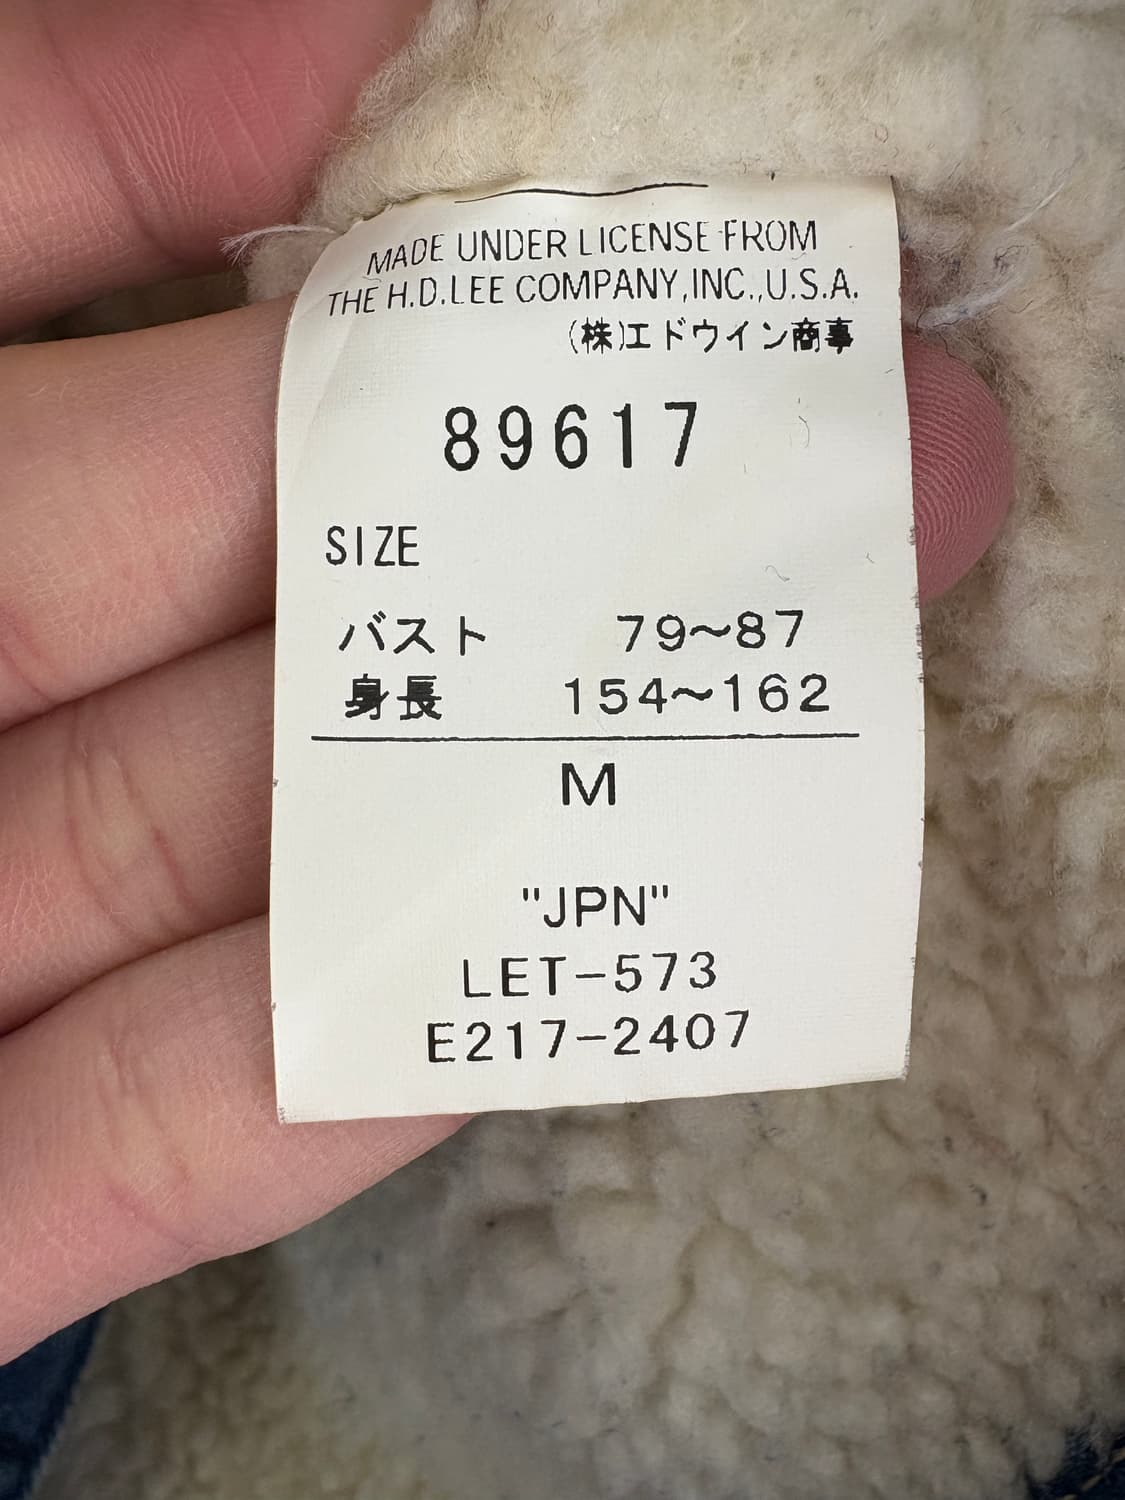 MADE UNDER LICENSE FROM
THE H.D.LEE COMPANY,INC.,U.S.A.
(株)エドウイン商事
89617
SIZE
バスト 79~87
身長 154~162
M
"JPN"
LET-573
E217-2407